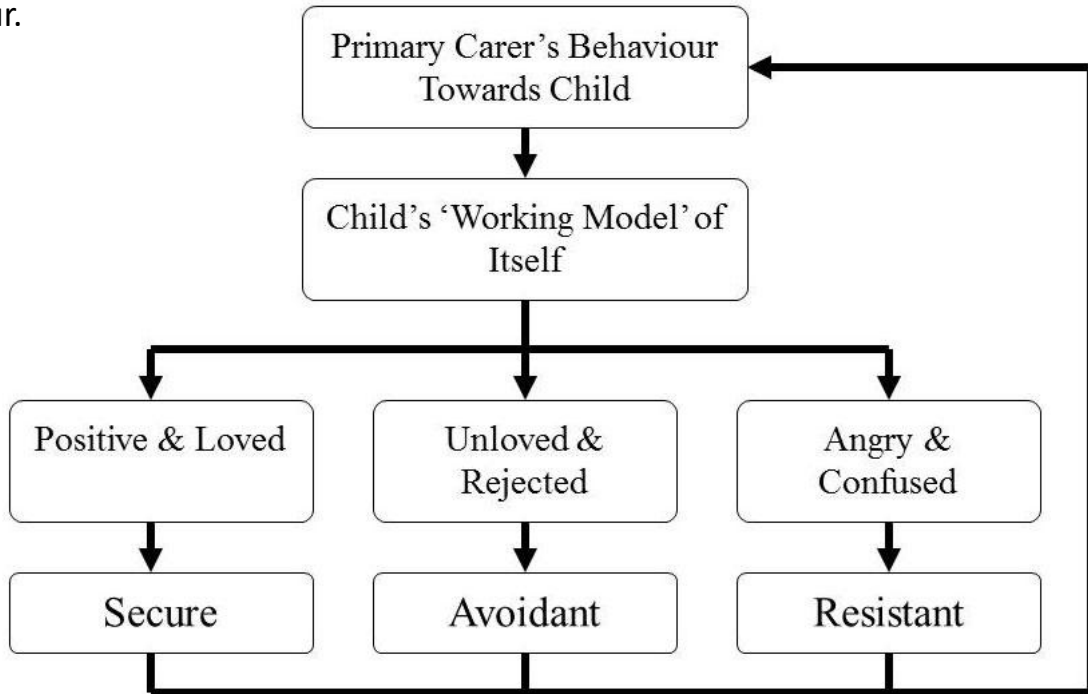 ur.
Primary Carer’s Behaviour
Towards Child
Child’s ‘Working Model’ of
Itself
Positive & Loved
Unloved &
Rejected
Angry &
Confused
Secure
Avoidant
Resistant